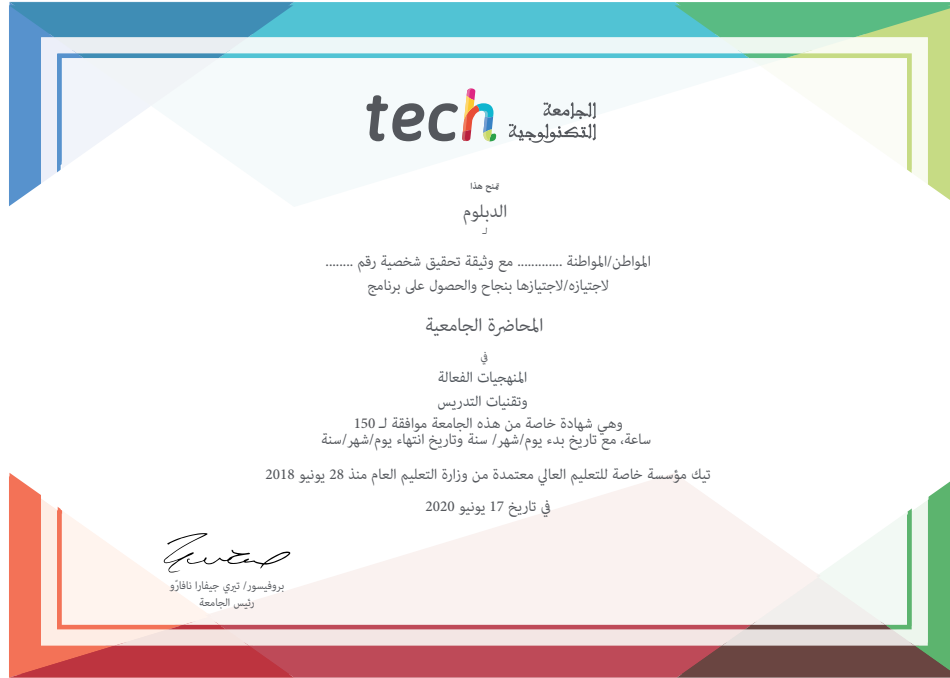 tech الجامعة
التكنولوجية
تمنح هذا
الدبلوم
لـ
المواطن/المواطنة ............. مع وثيقة تحقيق شخصية رقم ........
لاجتيازه/لاجتيازها بنجاح والحصول على برنامج
المحاضرة الجامعية
في
المنهجيات الفعالة
وتقنيات التدريس
وهي شهادة خاصة من هذه الجامعة موافقة لـ 150
ساعة، مع تاريخ بدء يوم/شهر/ سنة وتاريخ انتهاء يوم/شهر/سنة
تيك مؤسسة خاصة للتعليم العالي معتمدة من وزارة التعليم العام منذ 28 يونيو 2018
في تاريخ 17 يونيو 2020
بروفيسور/ تيري جيفارا نافارّو
رئيس الجامعة